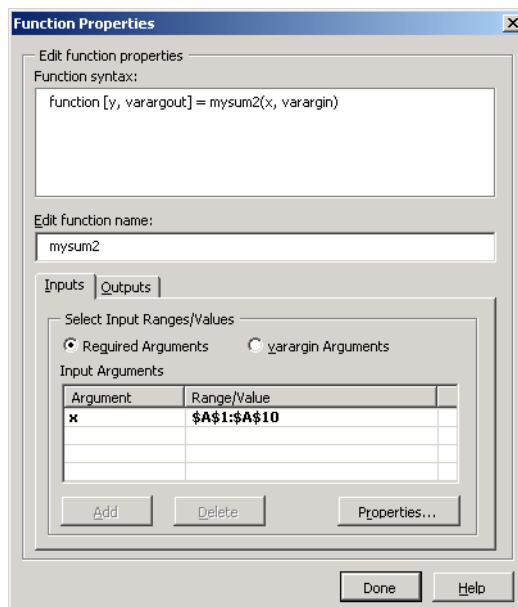 Function Properties
Edit function properties
Function syntax:
function [y, varargout] = mysum2(x, varargin)
Edit function name:
mysum2
Inputs Outputs
Select Input Ranges/Values
Required Arguments varargin Arguments
Input Arguments
Argument Range/Value
x $A$1:$A$10
Add Delete Properties...
Done Help